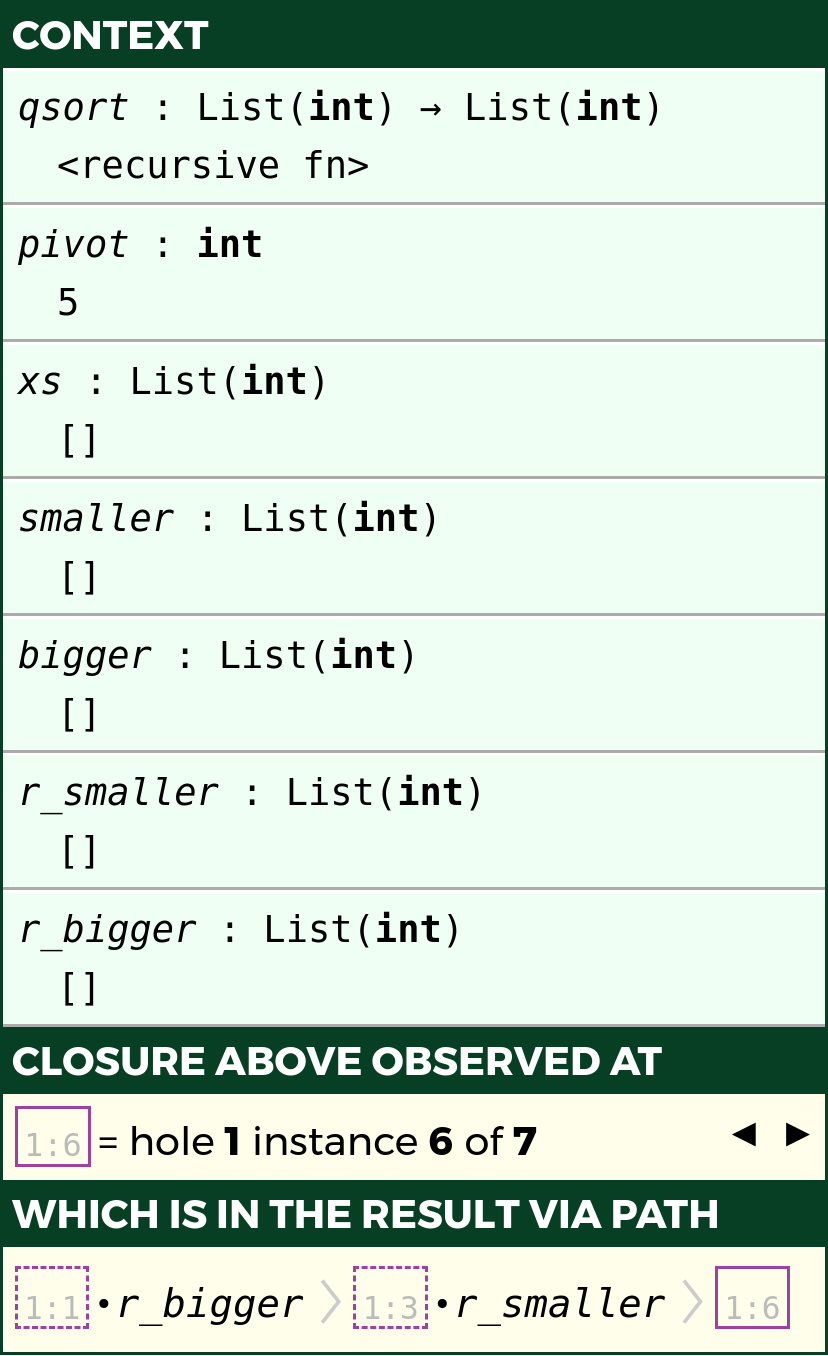 CONTEXT
qsort : List(int) → List(int)
<recursive fn>
pivot : int
5
xs : List(int)
[]
smaller : List(int)
[]
bigger : List(int)
[]
r_smaller : List(int)
[]
r_bigger : List(int)
[]
CLOSURE ABOVE OBSERVED AT
1:6 = hole 1 instance 6 of 7 ◀ ▶
WHICH IS IN THE RESULT VIA PATH
1:1 •r_bigger 〉 1:3 •r_smaller 〉 1:6